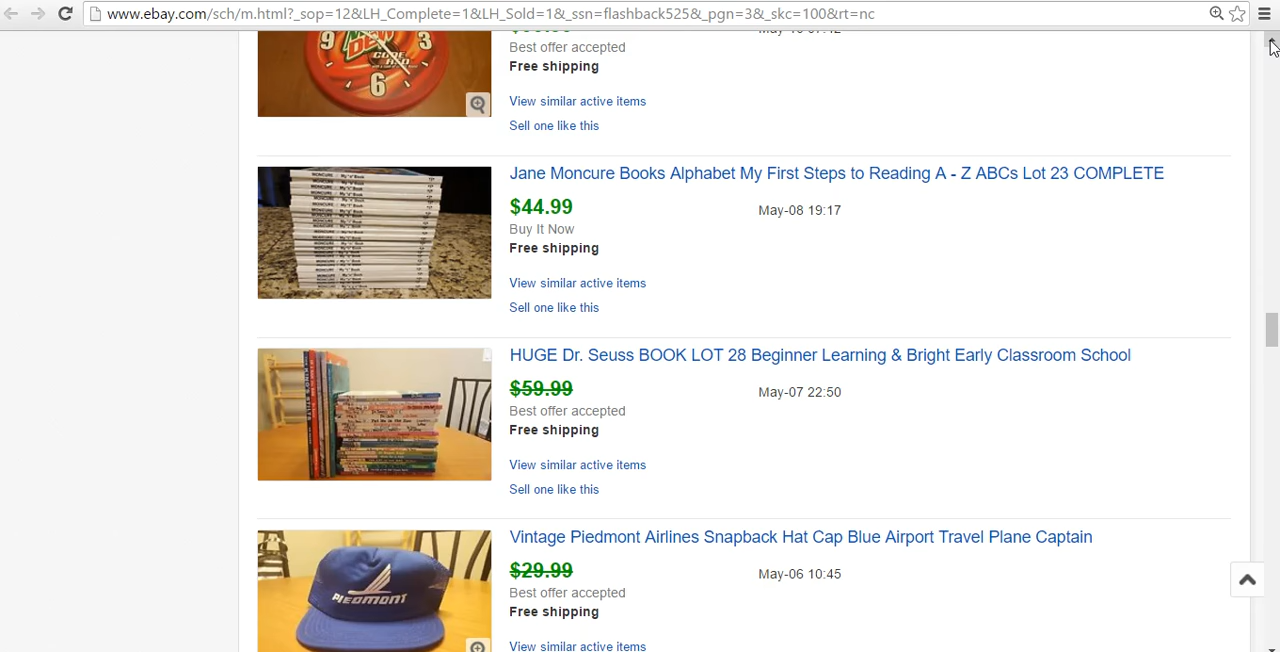 www.ebay.com/sch/m.html?_sop=12&LH_Complete=1&LH_Sold=1&_ssn=flashback525&_pgn=3&_skc=100&rt=nc
9
3
6
CODE RED
Best offer accepted
Free shipping
View similar active items
Sell one like this
Jane Moncure Books Alphabet My First Steps to Reading A - Z ABCs Lot 23 COMPLETE
$44.99
May-08 19:17
Buy It Now
Free shipping
View similar active items
Sell one like this
HUGE Dr. Seuss BOOK LOT 28 Beginner Learning & Bright Early Classroom School
$59.99
May-07 22:50
Best offer accepted
Free shipping
View similar active items
Sell one like this
Vintage Piedmont Airlines Snapback Hat Cap Blue Airport Travel Plane Captain
$29.99
May-06 10:45
Best offer accepted
Free shipping
View similar active items
PIEDMONT